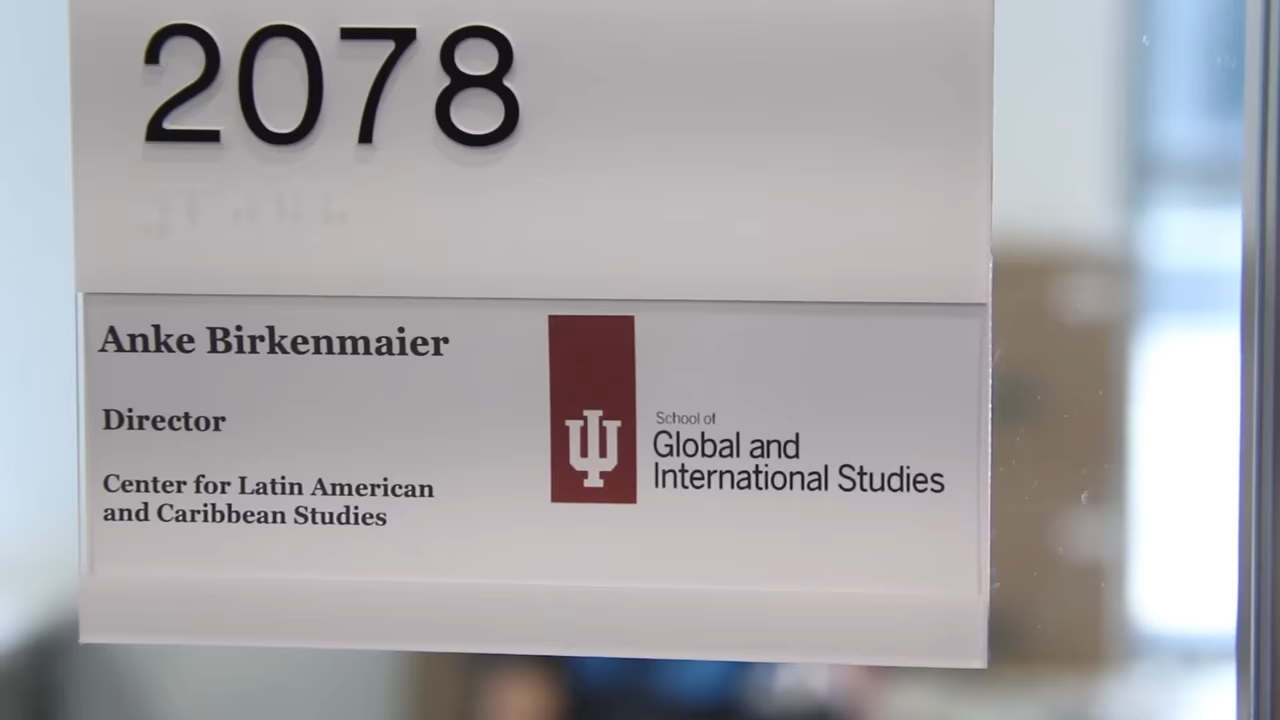 2078
Anke Birkenmaier
Director
Center for Latin American
and Caribbean Studies
School of
Global and
International Studies